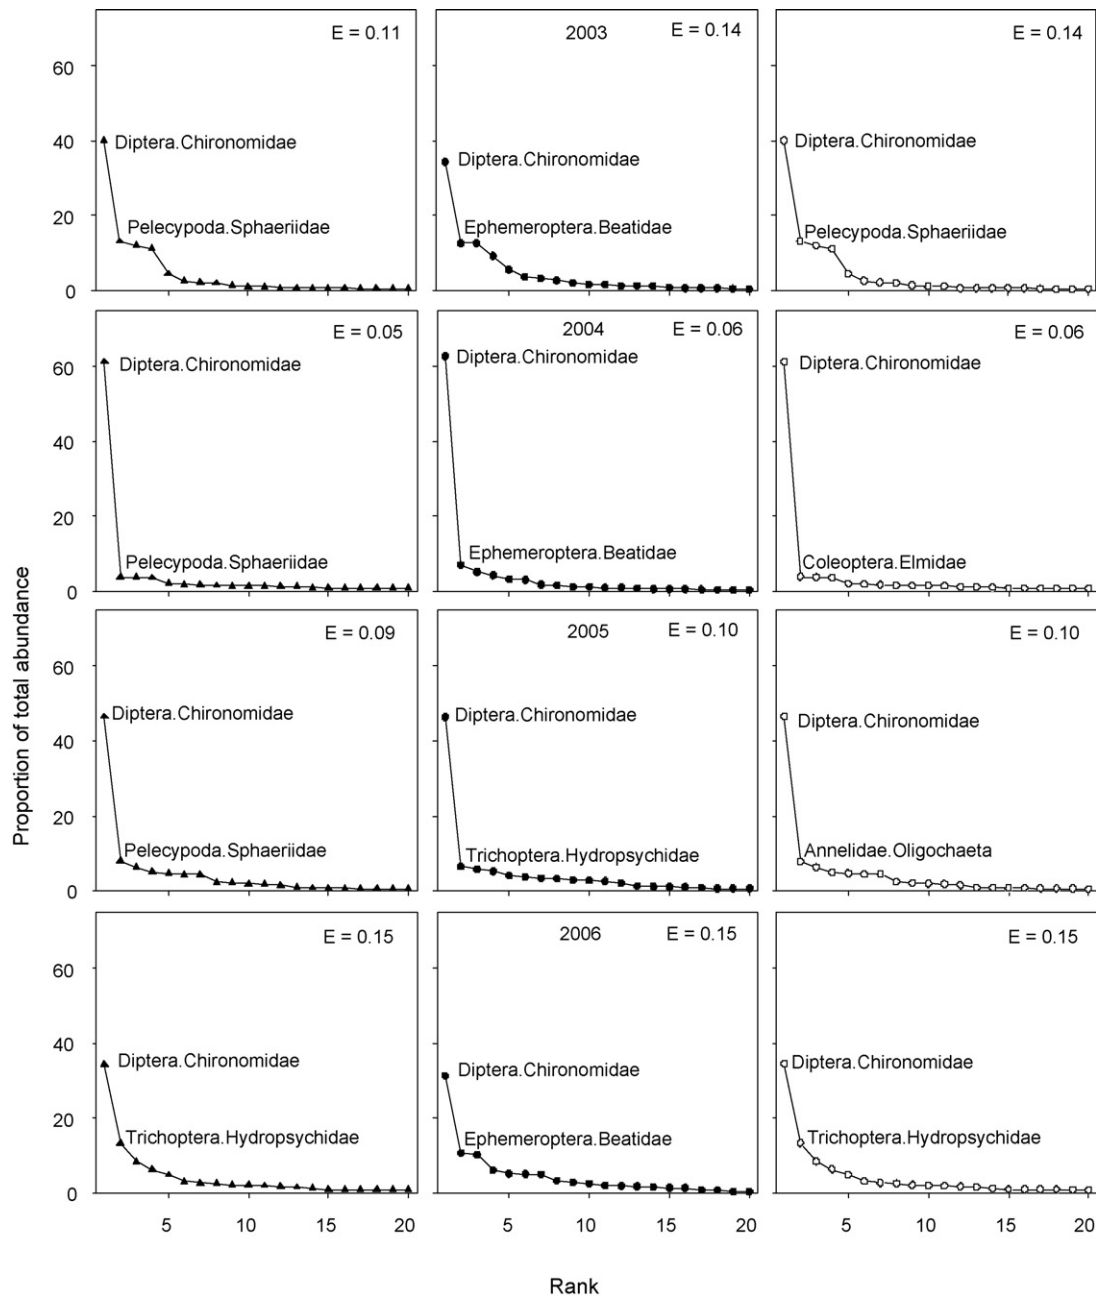 E = 0.11
2003
E = 0.14
E = 0.14
60
40
20
0
Diptera.Chironomidae
Pelecypoda.Sphaeriidae
Diptera.Chironomidae
Ephemeroptera.Beatidae
Diptera.Chironomidae
Pelecypoda.Sphaeriidae
E = 0.05
2004
E = 0.06
E = 0.06
60
40
20
0
Diptera.Chironomidae
Pelecypoda.Sphaeriidae
Diptera.Chironomidae
Ephemeroptera.Beatidae
Diptera.Chironomidae
Coleoptera.Elmidae
Proportion of total abundance
E = 0.09
2005
E = 0.10
E = 0.10
60
40
20
0
Diptera.Chironomidae
Pelecypoda.Sphaeriidae
Diptera.Chironomidae
Trichoptera.Hydropsychidae
Diptera.Chironomidae
Annelidae.Oligochaeta
E = 0.15
2006
E = 0.15
E = 0.15
60
40
20
0
Diptera.Chironomidae
Trichoptera.Hydropsychidae
Diptera.Chironomidae
Ephemeroptera.Beatidae
Diptera.Chironomidae
Trichoptera.Hydropsychidae
5 10 15 20
5 10 15 20
5 10 15 20
Rank